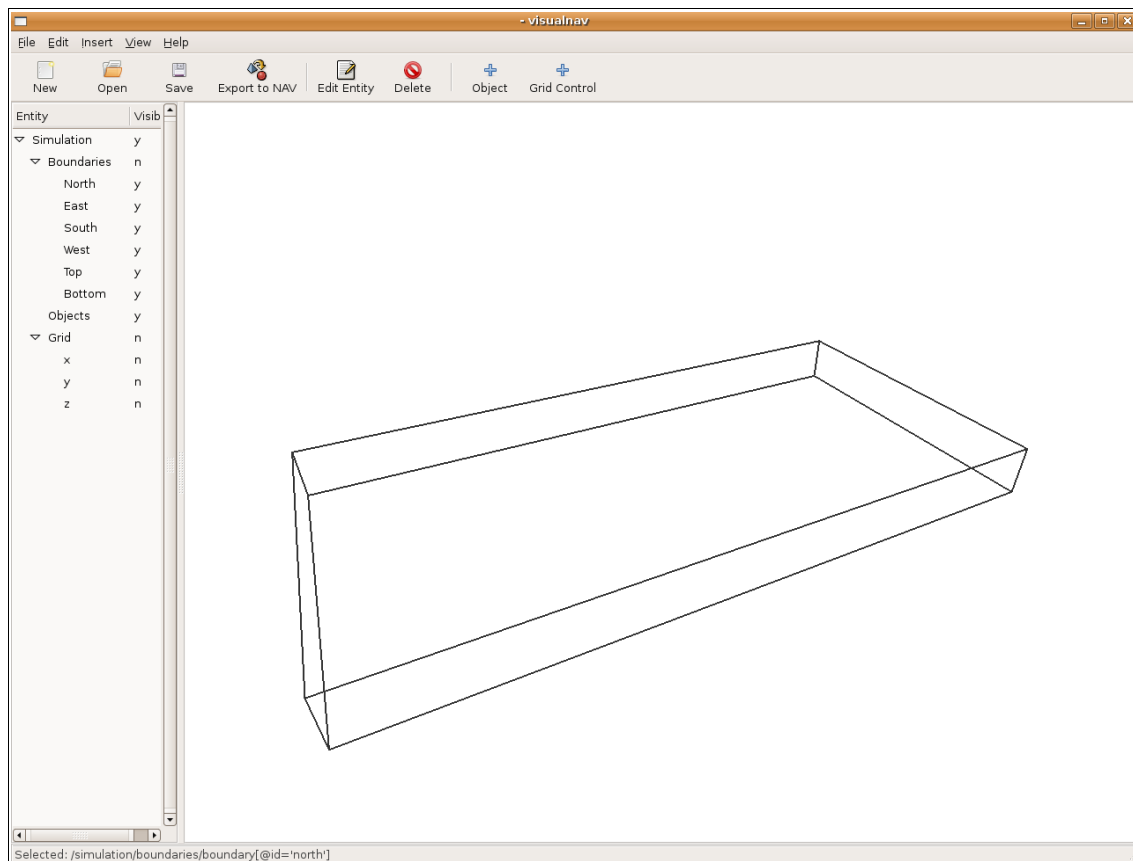 - visualnav
File Edit Insert View Help
New Open Save Export to NAV Edit Entity Delete Object Grid Control
Entity Visib
Simulation y
Boundaries n
North y
East y
South y
West y
Top y
Bottom y
Objects y
Grid n
x n
y n
z n
Selected: /simulation/boundaries/boundary[@id='north']